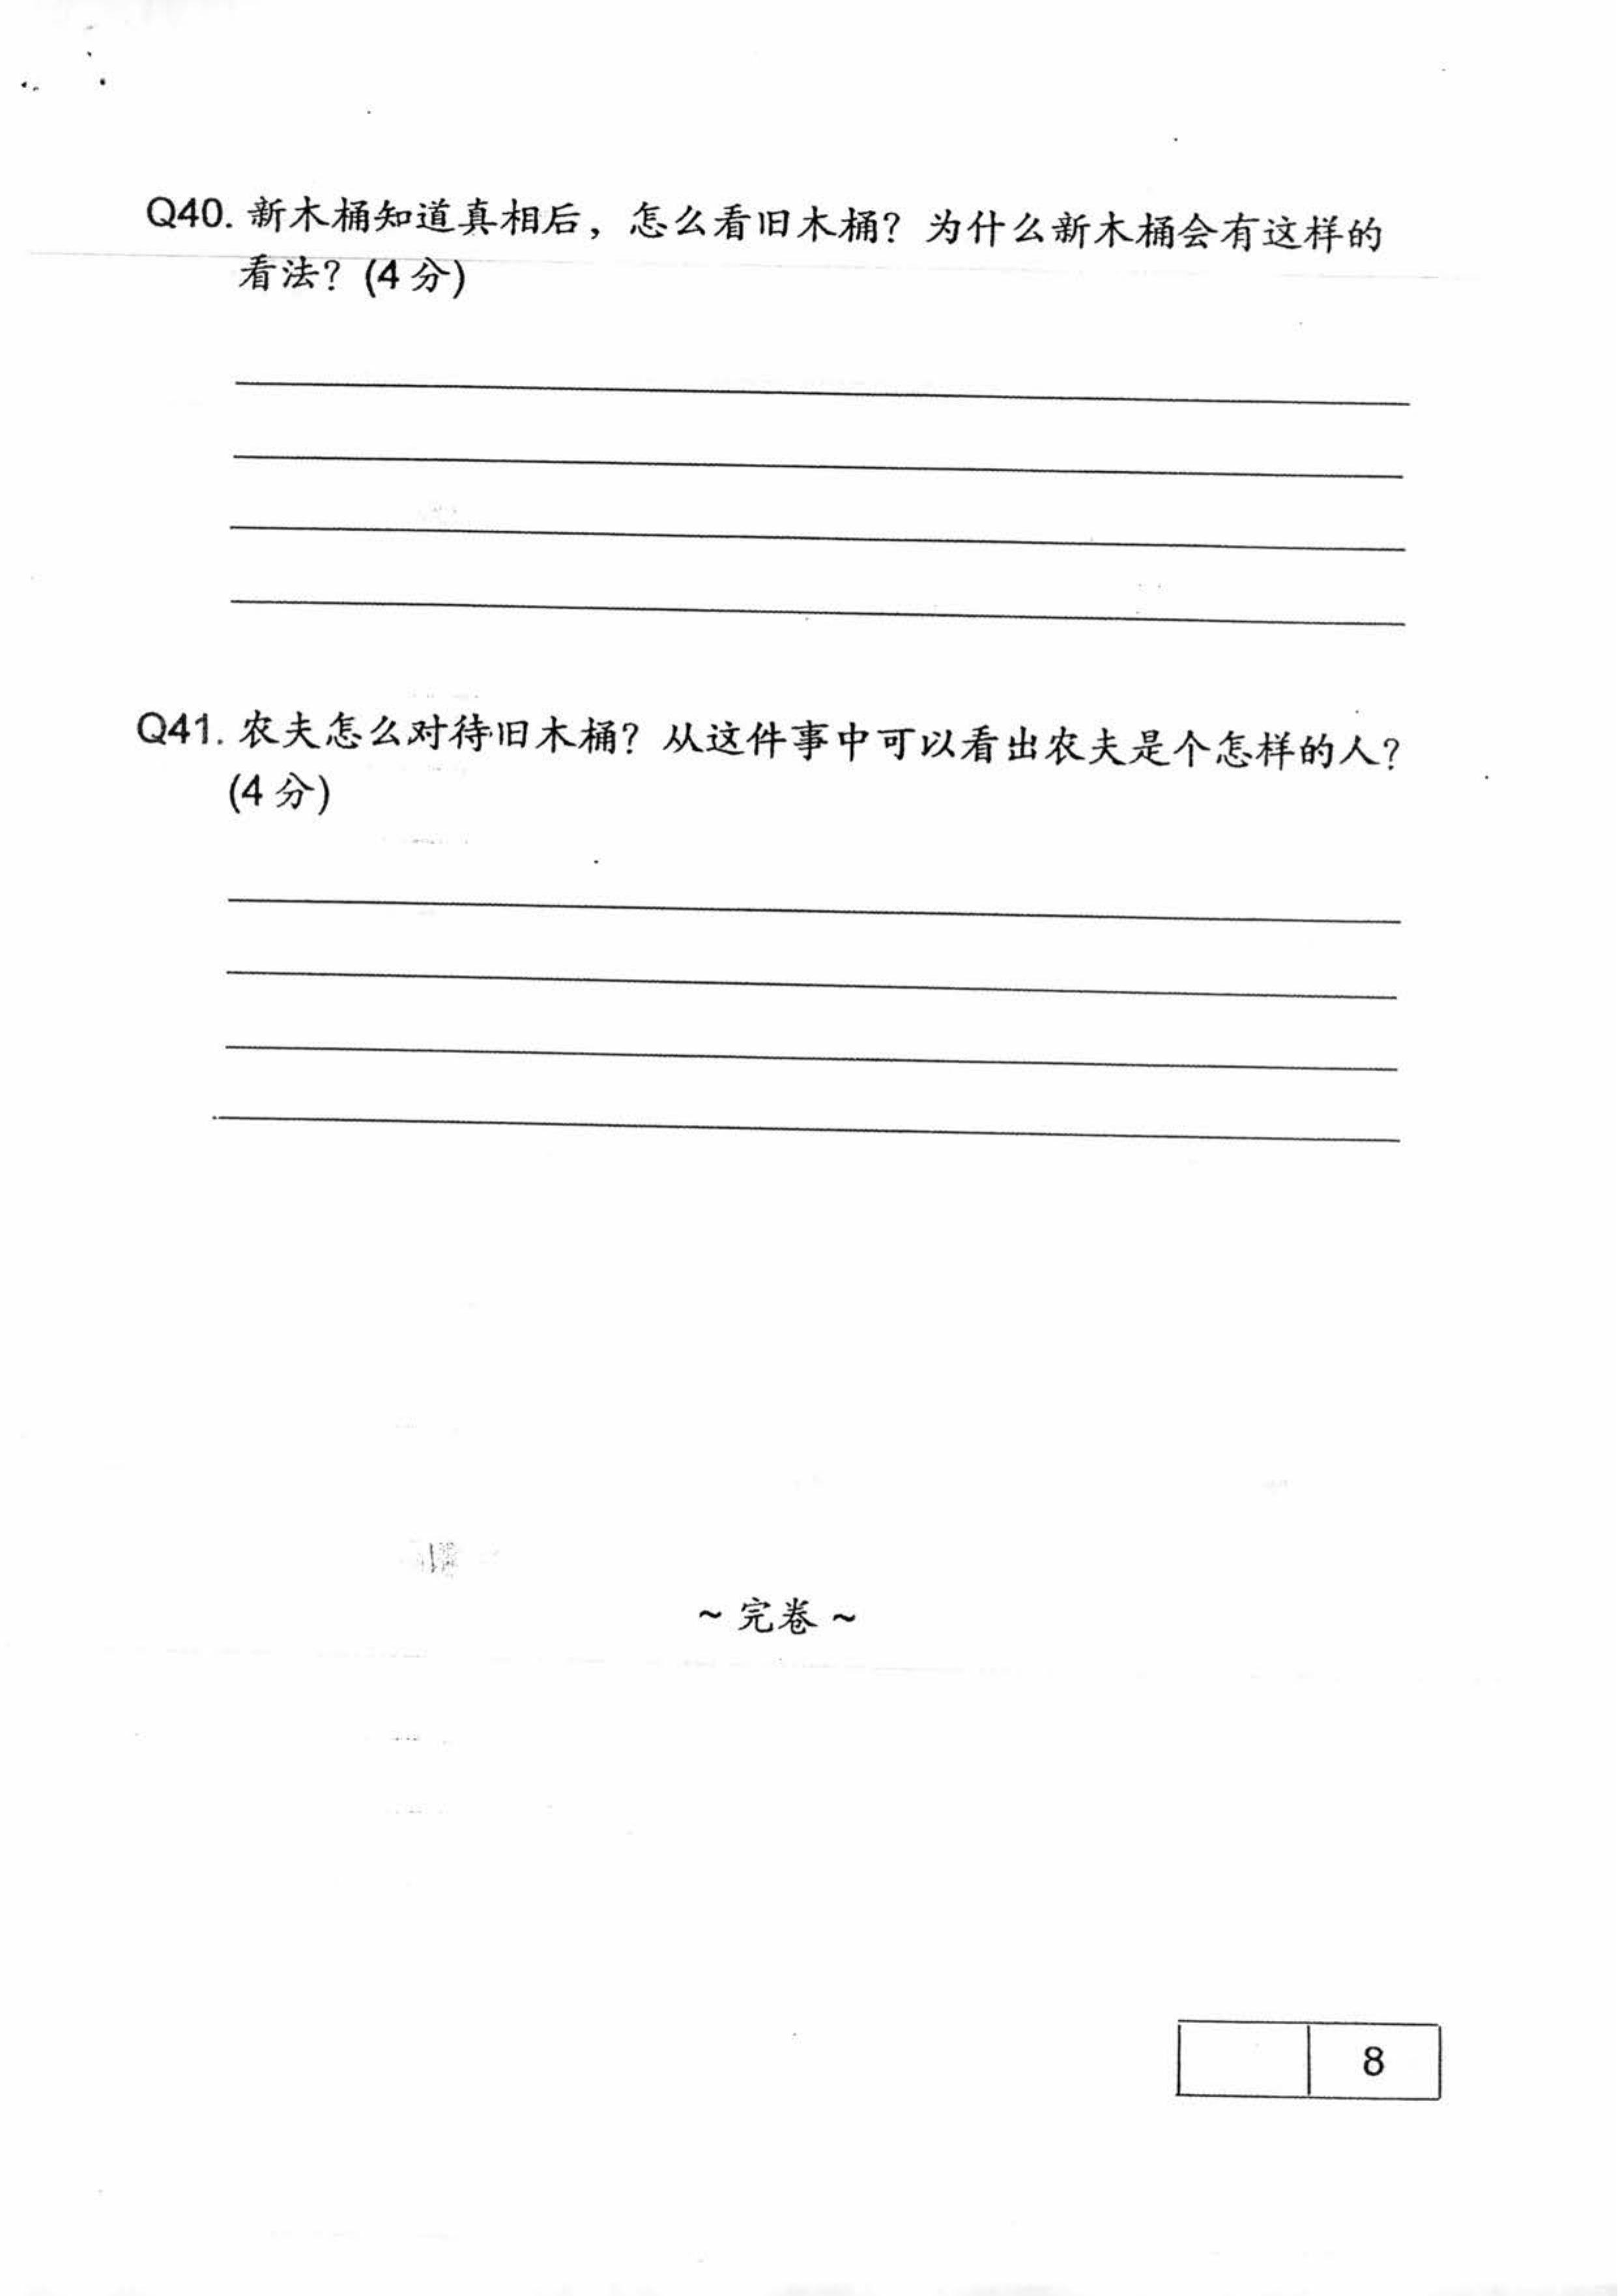 Q40. 新木桶知道真相后，怎么看旧木桶？为什么新木桶会有这样的
看法？(4 分)
Q41. 农夫怎么对待旧木桶？从这件事中可以看出农夫是个怎样的人？
(4 分)
~ 完卷 ~
8